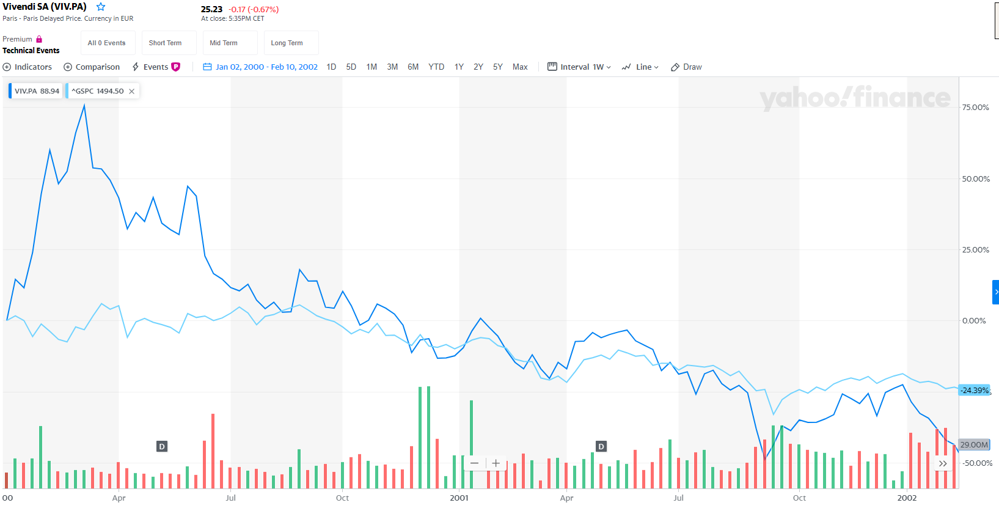 Vivendi SA (VIV.PA)
25.23 -0.17 (-0.67%)
Paris - Paris Delayed Price. Currency in EUR
At close: 5:35PM CET
Premium
Technical Events
All 0 Events
Short Term
Mid Term
Long Term
Indicators
Comparison
Events P
Jan 02, 2000 - Feb 10, 2002
1D 5D 1M 3M 6M YTD 1Y 2Y 5Y Max
Interval 1W
Line
Draw
VIV.PA 88.94
^GSPC 1494.50
yahoo!finance
75.00%
50.00%
25.00%
0.00%
-24.39%
29.00M
-50.00%
D
D
00 Apr Jul Oct 2001 Apr Jul Oct 2002